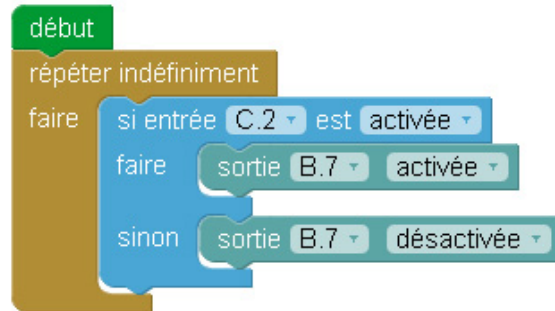 début
répéter indéfiniment
faire si entrée C.2 est activée
faire sortie B.7 activée
sinon sortie B.7 désactivée